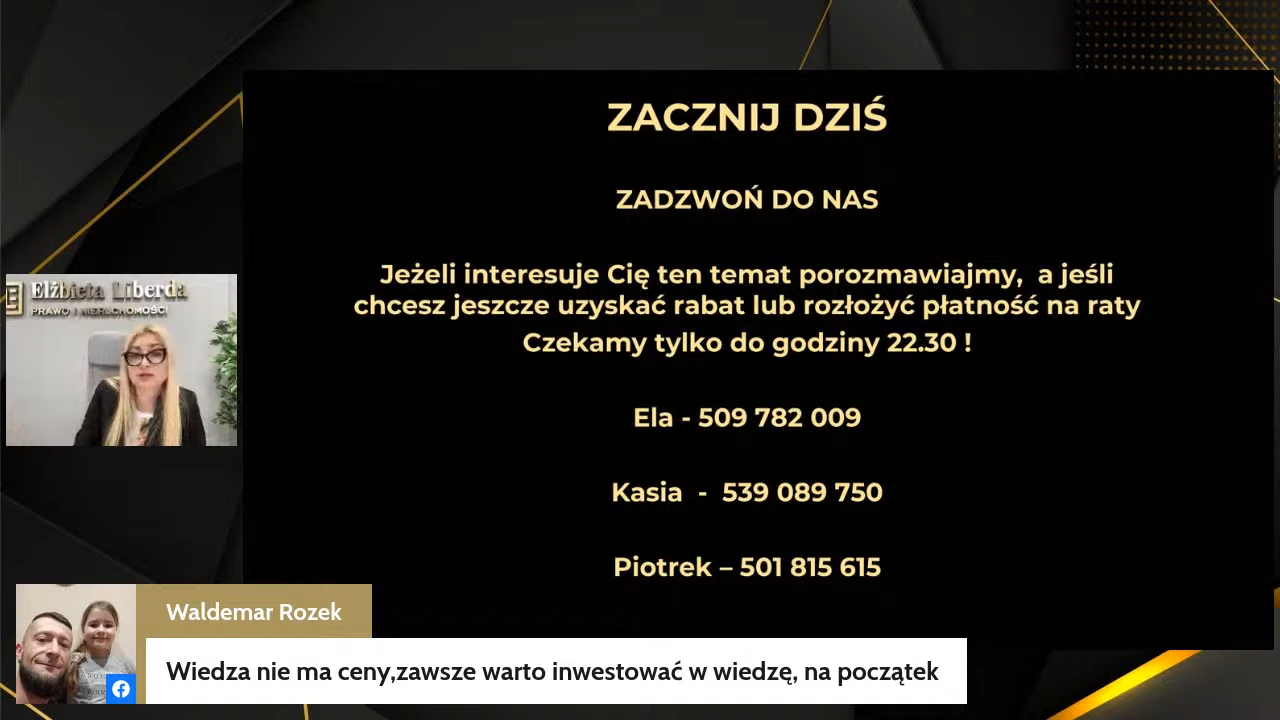 ZACZNIJ DZIŚ
ZADZWOŃ DO NAS
Jeżeli interesuje Cię ten temat porozmawiajmy,  a jeśli
chcesz jeszcze uzyskać rabat lub rozłożyć płatność na raty
Czekamy tylko do godziny 22.30 !
Ela - 509 782 009
Kasia  -  539 089 750
Piotrek – 501 815 615
Elżbieta Liberda
PRAWO I NIERUCHOMOŚCI
Waldemar Rozek
Wiedza nie ma ceny,zawsze warto inwestować w wiedzę, na początek